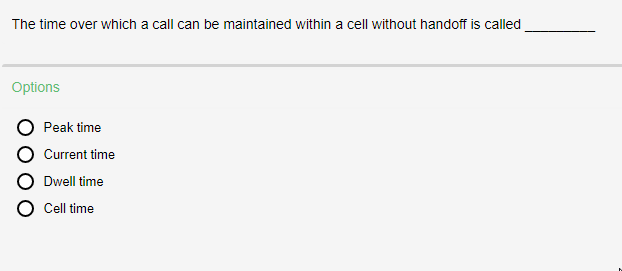 The time over which a call can be maintained within a cell without handoff is called _________
Options
Peak time
Current time
Dwell time
Cell time